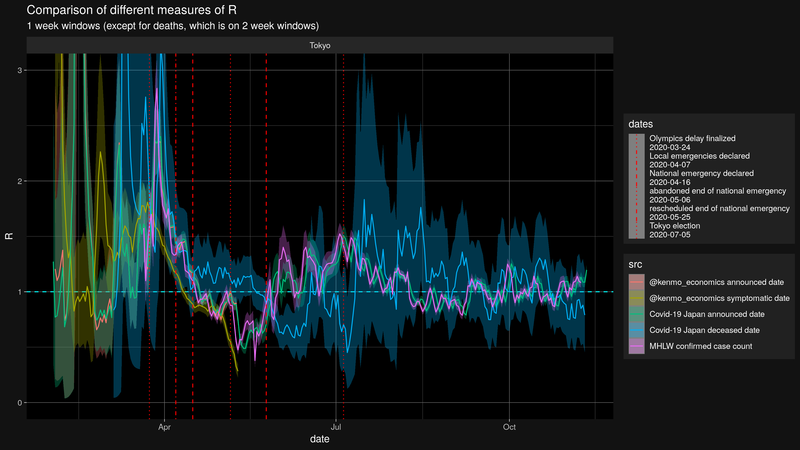 Comparison of different measures of R
1 week windows (except for deaths, which is on 2 week windows)
Tokyo
3
2
1
0
R
Apr
Jul
Oct
date
dates
Olympics delay finalized
2020-03-24
Local emergencies declared
2020-04-07
National emergency declared
2020-04-16
abandoned end of national emergency
2020-05-06
rescheduled end of national emergency
2020-05-25
Tokyo election
2020-07-05
src
@kenmo_economics announced date
@kenmo_economics symptomatic date
Covid-19 Japan announced date
Covid-19 Japan deceased date
MHLW confirmed case count